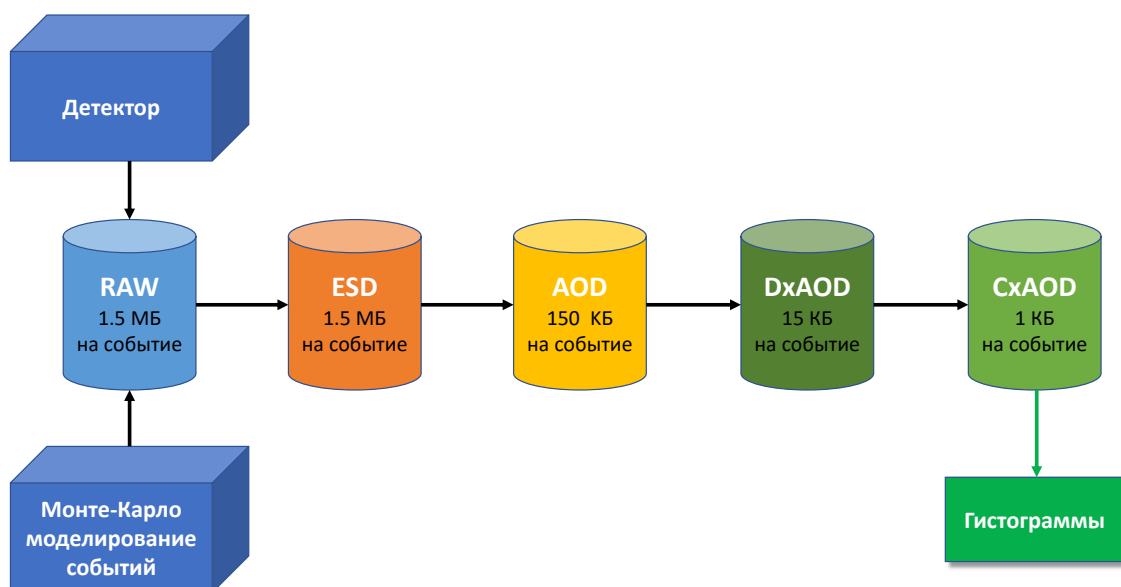 Детектор
RAW
1.5 МБ
на событие
ESD
1.5 МБ
на событие
AOD
150 КБ
на событие
DxAOD
15 КБ
на событие
CxAOD
1 КБ
на событие
Монте-Карло
моделирование
событий
Гистограммы